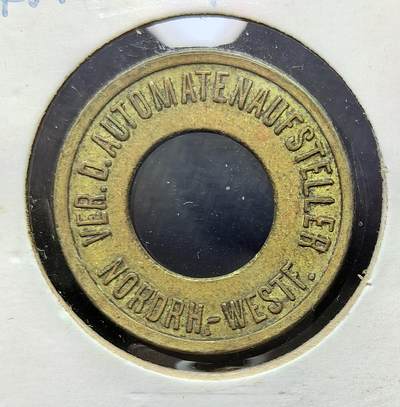 VER. D. AUTOMATENAUFSTELLER
NORDRH.-WESTF.